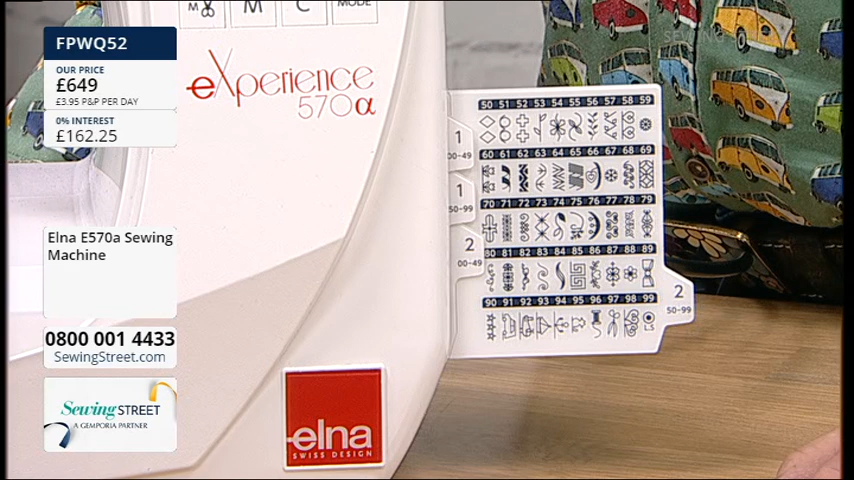 FPWQ52
OUR PRICE
£649
£3.95 P&P PER DAY
0% INTEREST
£162.25
Elna E570a Sewing
Machine
0800 001 4433
SewingStreet.com
Sewing STREET
A GEMPORIA PARTNER
M M C MODE
eXperience
570α
elna
SWISS DESIGN
1
00-49
1
50-99
2
00-49
2
50-99
50 51 52 53 54 55 56 57 58 59
60 61 62 63 64 65 66 67 68 69
70 71 72 73 74 75 76 77 78 79
80 81 82 83 84 85 86 87 88 89
90 91 92 93 94 95 96 97 98 99
SEWING